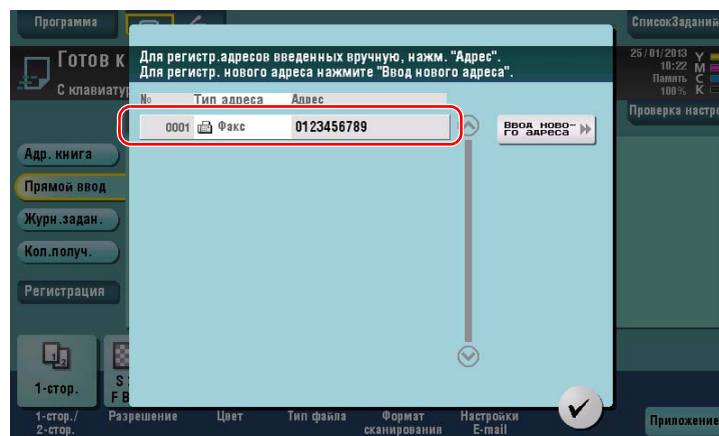 Программа
СписокЗаданий
Готов к
С клавиатур
25/01/2013
10:22
Память
100%
Y
M
C
K
Проверка настро
Для регистр.адресов введенных вручную, нажм. "Адрес".
Для регистр. нового адреса нажмите "Ввод нового адреса".
No Тип адреса Адрес
0001 Факс 0123456789
Ввод ново-
го адреса
Адр. книга
Прямой ввод
Журн.задан.
Кол.получ.
Регистрация
1 2
1-стор.
S
F B
1-стор./
2-стор.
Разрешение
Цвет
Тип файла
Формат
сканирования
Настройки
E-mail
Приложение